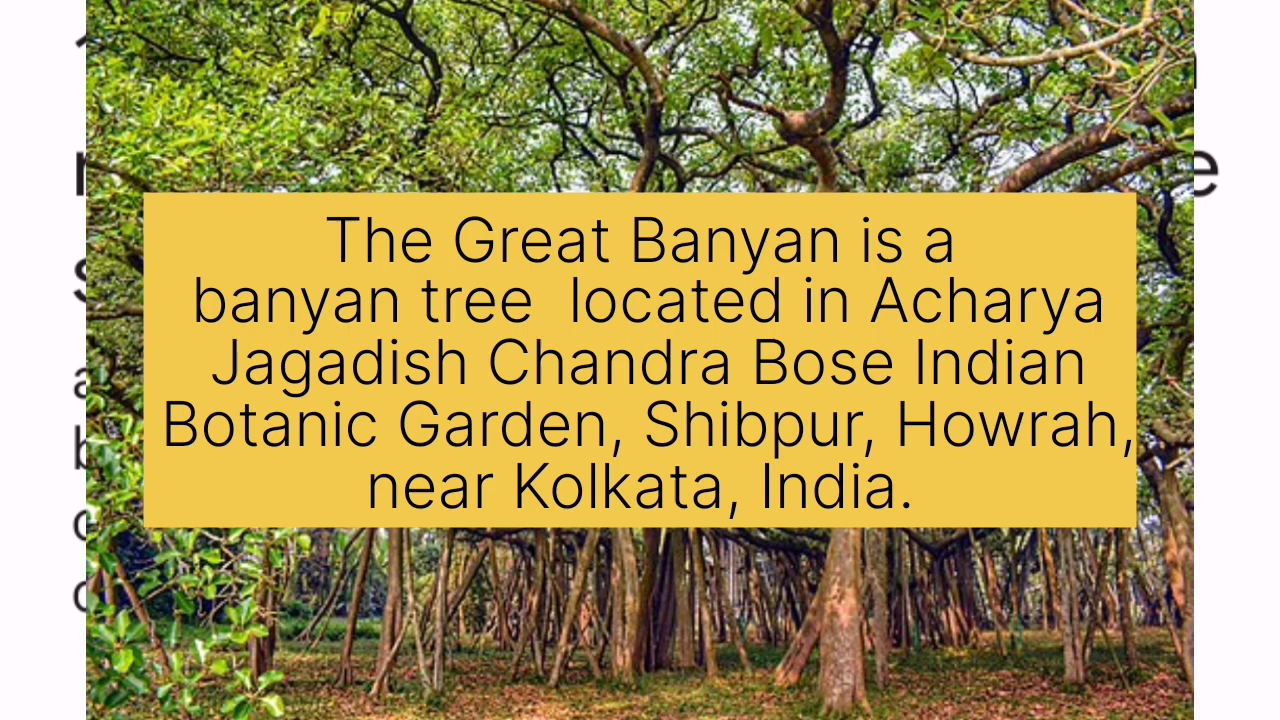 The Great Banyan is a
banyan tree  located in Acharya
Jagadish Chandra Bose Indian
Botanic Garden, Shibpur, Howrah,
near Kolkata, India.